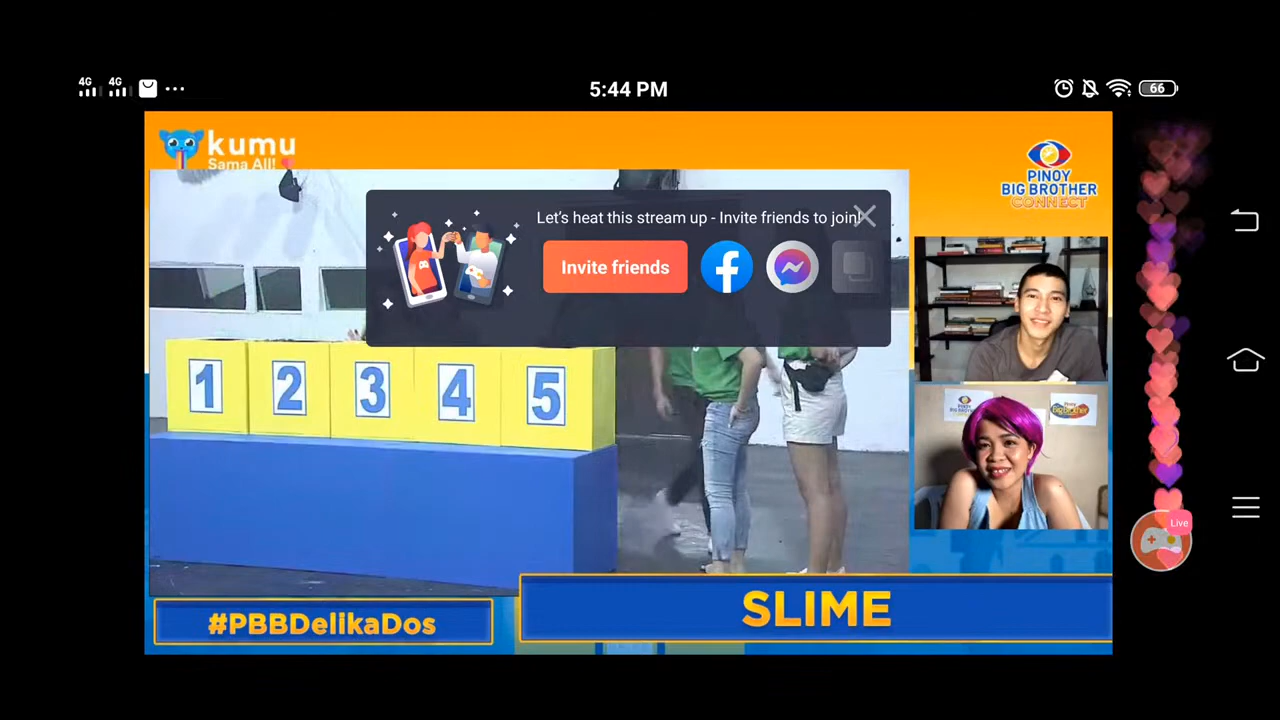 4G 4G
5:44 PM
66
kumu
Sama All!
PINOY
BIG BROTHER
CONNECT
Let's heat this stream up - Invite friends to join!
Invite friends
1 2 3 4 5
Live
#PBBDelikaDos
SLIME